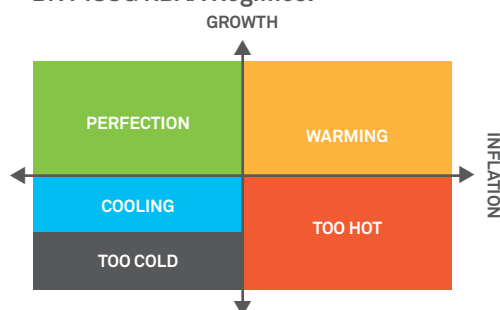 GROWTH
PERFECTION
WARMING
INFLATION
COOLING
TOO HOT
TOO COLD